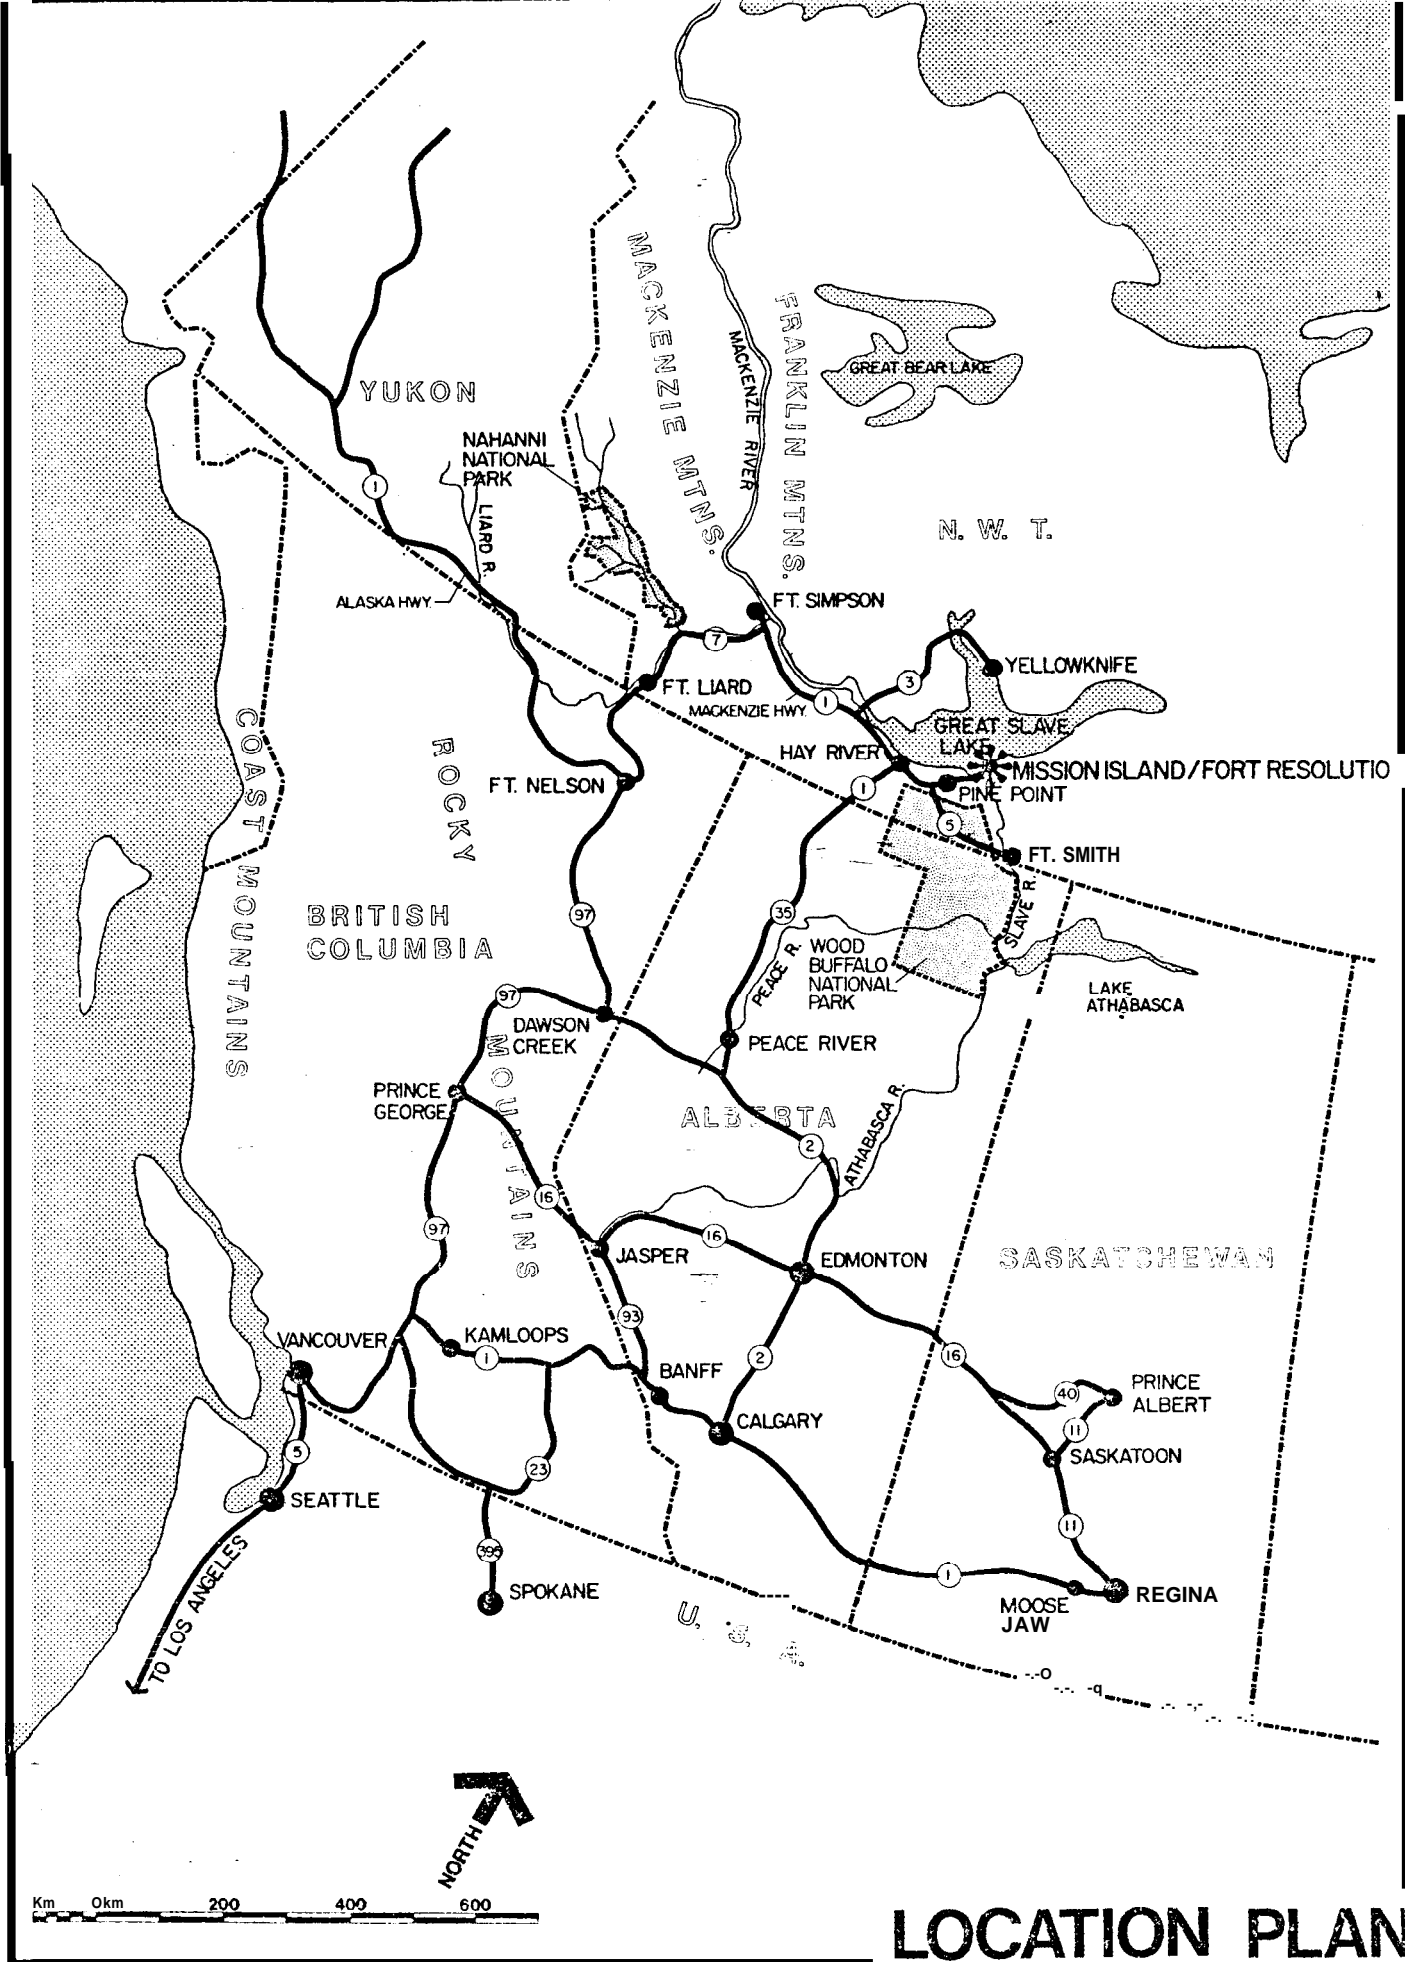 YUKON
MACKENZIE MTNS.
MACKENZIE RIVER
FRANKLIN MTNS.
GREAT BEAR LAKE
NAHANNI
NATIONAL
PARK
1
LIARD R.
N. W. T.
ALASKA HWY.
FT. SIMPSON
7
YELLOWKNIFE
3
FT. LIARD
MACKENZIE HWY.
1
GREAT SLAVE
LAKE
COAST MOUNTAINS
ROCKY
MOUNTAINS
HAY RIVER
MISSION ISLAND/FORT RESOLUTIO
FT. NELSON
1
PINE POINT
5
FT. SMITH
SLAVE R.
BRITISH
COLUMBIA
97
35
PEACE R.
WOOD
BUFFALO
NATIONAL
PARK
LAKE
ATHABASCA
97
DAWSON
CREEK
PEACE RIVER
PRINCE
GEORGE
ALBERTA
2
ATHABASCA R.
16
97
16
JASPER
EDMONTON
SASKATCHEWAN
93
VANCOUVER
KAMLOOPS
1
2
16
BANFF
40
PRINCE
ALBERT
CALGARY
11
5
23
SASKATOON
SEATTLE
11
395
1
SPOKANE
MOOSE
JAW
REGINA
TO LOS ANGELES
U. S. A.
NORTH
Km 0km 200 400 600
LOCATION PLAN